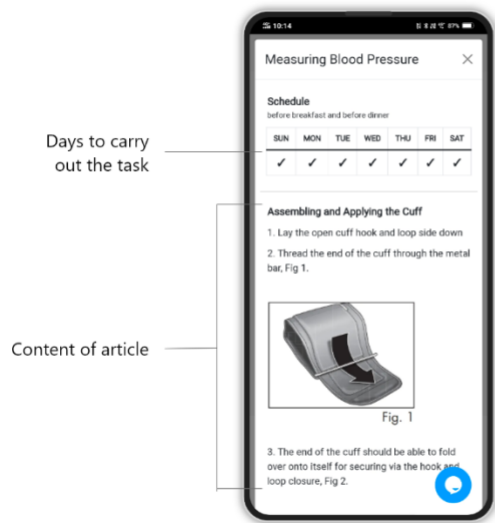 10:14
87%
Measuring Blood Pressure
Schedule
before breakfast and before dinner
SUN MON TUE WED THU FRI SAT
Days to carry
out the task
Assembling and Applying the Cuff
1. Lay the open cuff hook and loop side down
2. Thread the end of the cuff through the metal
bar, Fig 1.
Content of article
Fig. 1
3. The end of the cuff should be able to fold
over onto itself for securing via the hook and
loop closure, Fig 2.